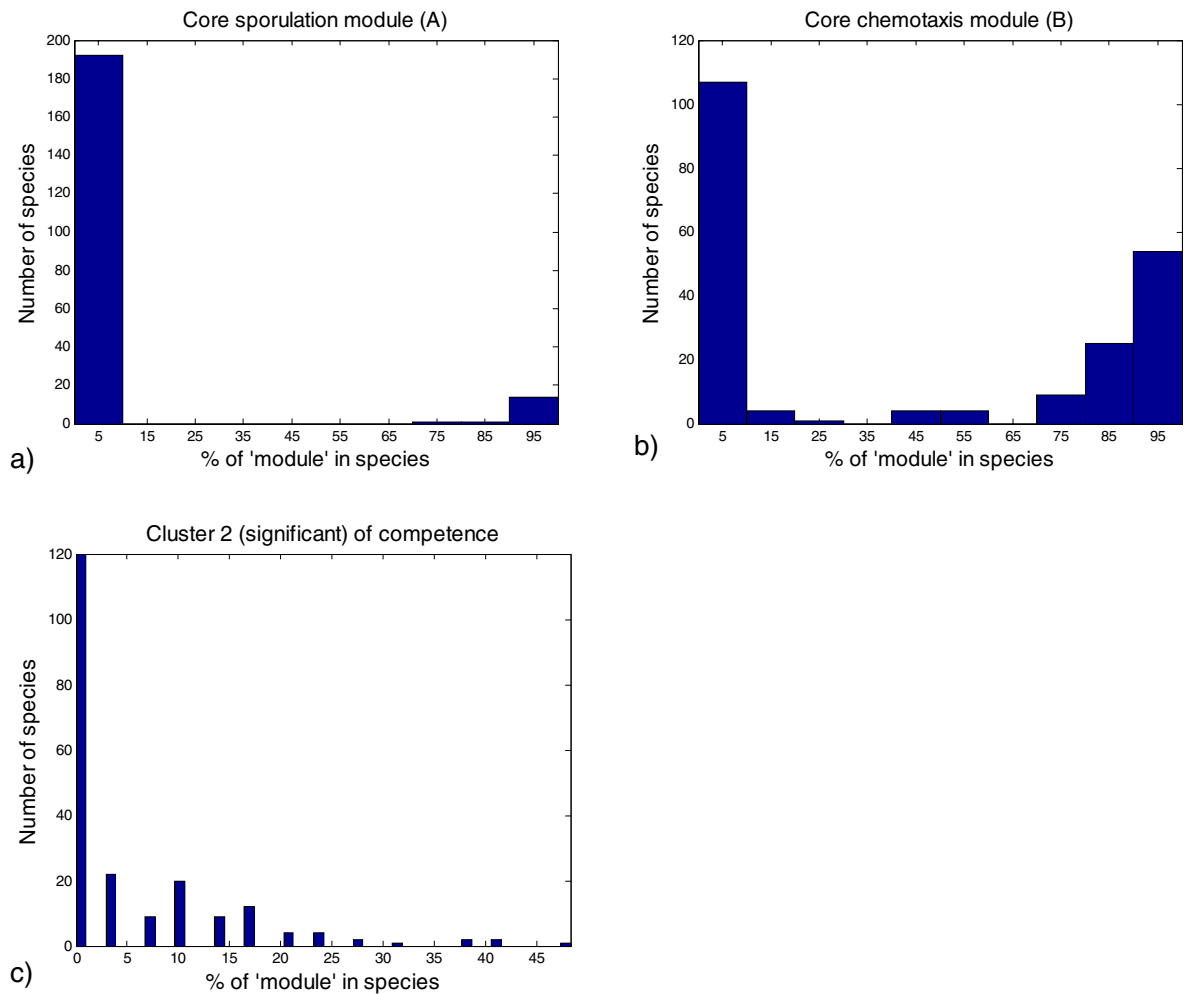 Core sporulation module (A)
200
180
160
140
120
100
80
60
40
20
0
Number of species
5 15 25 35 45 55 65 75 85 95
% of 'module' in species
a)
Core chemotaxis module (B)
120
100
80
60
40
20
0
Number of species
5 15 25 35 45 55 65 75 85 95
% of 'module' in species
b)
Cluster 2 (significant) of competence
120
100
80
60
40
20
0
Number of species
0 5 10 15 20 25 30 35 40 45
% of 'module' in species
c)